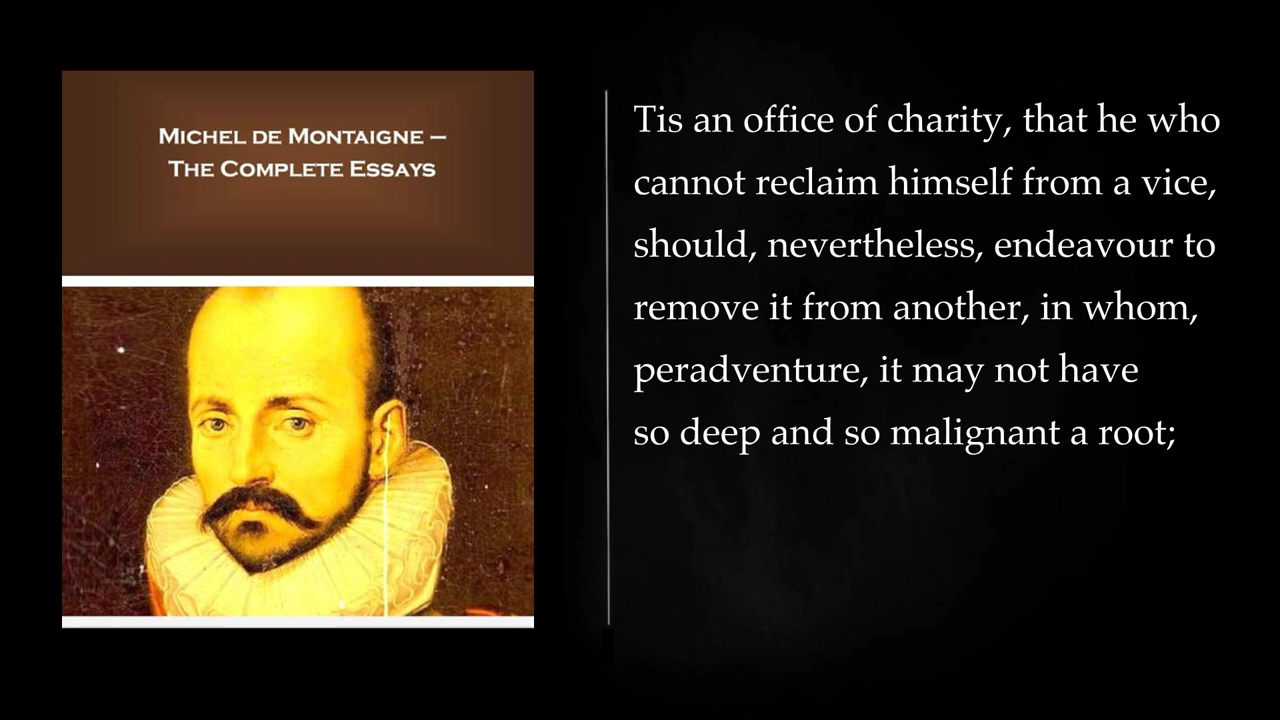 MICHEL DE MONTAIGNE –
THE COMPLETE ESSAYS
Tis an office of charity, that he who
cannot reclaim himself from a vice,
should, nevertheless, endeavour to
remove it from another, in whom,
peradventure, it may not have
so deep and so malignant a root;